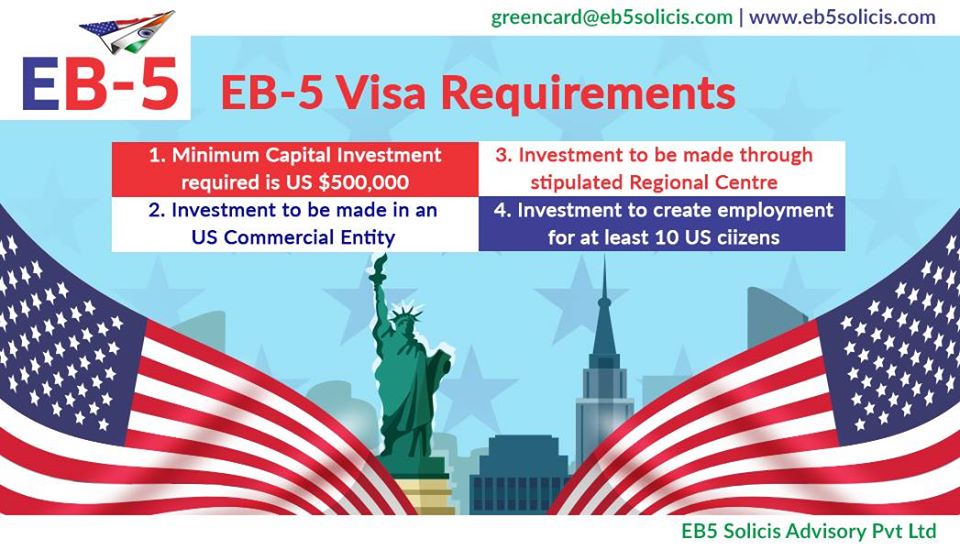 greencard@eb5solicis.com | www.eb5solicis.com
EB-5
EB-5 Visa Requirements
1. Minimum Capital Investment
required is US $500,000
2. Investment to be made in an
US Commercial Entity
3. Investment to be made through
stipulated Regional Centre
4. Investment to create employment
for at least 10 US ciizens
EB5 Solicis Advisory Pvt Ltd